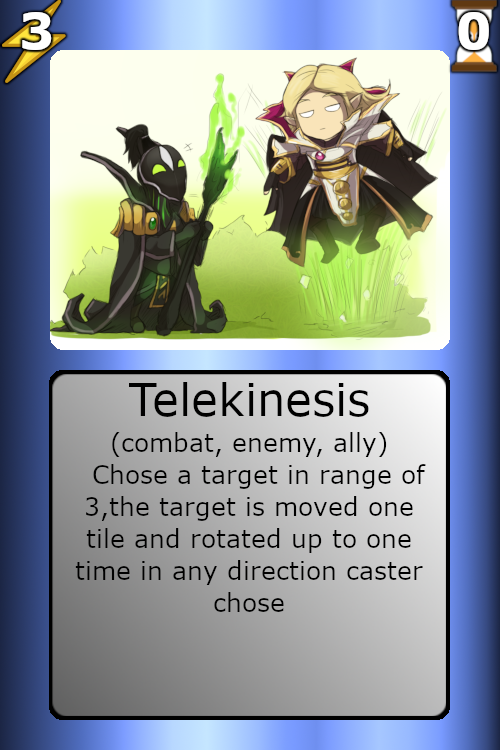 3
0
Telekinesis
(combat, enemy, ally)
Chose a target in range of
3,the target is moved one
tile and rotated up to one
time in any direction caster
chose